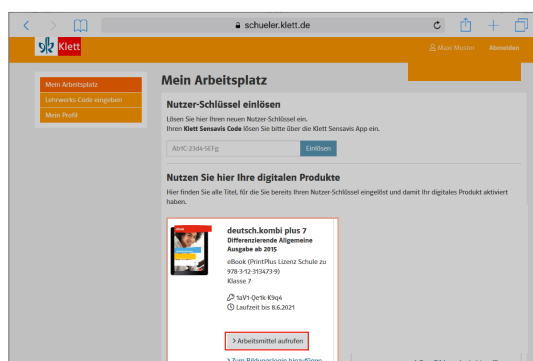 schueler.klett.de
Klett
Maxi Muster Abmelden
Mein Arbeitsplatz
Lehrwerks-Code eingeben
Mein Profil
Mein Arbeitsplatz
Nutzer-Schlüssel einlösen
Lösen Sie hier Ihren neuen Nutzer-Schlüssel ein.
Ihren Klett Sensavis Code lösen Sie bitte über die Klett Sensavis App ein.
AbfC-23d4-5EFg Einlösen
Nutzen Sie hier Ihre digitalen Produkte
Hier finden Sie alle Titel, für die Sie bereits Ihren Nutzer-Schlüssel eingelöst und damit Ihr digitales Produkt aktiviert
haben.
deutsch.kombi plus 7
Differenzierende Allgemeine
Ausgabe ab 2015
eBook (PrintPlus Lizenz Schule zu
978-3-12-313473-9)
Klasse 7
1aV1-Qe1k-K9q4
Laufzeit bis 8.6.2021
Arbeitsmittel aufrufen
Zum Bildungslogin hinzufügen